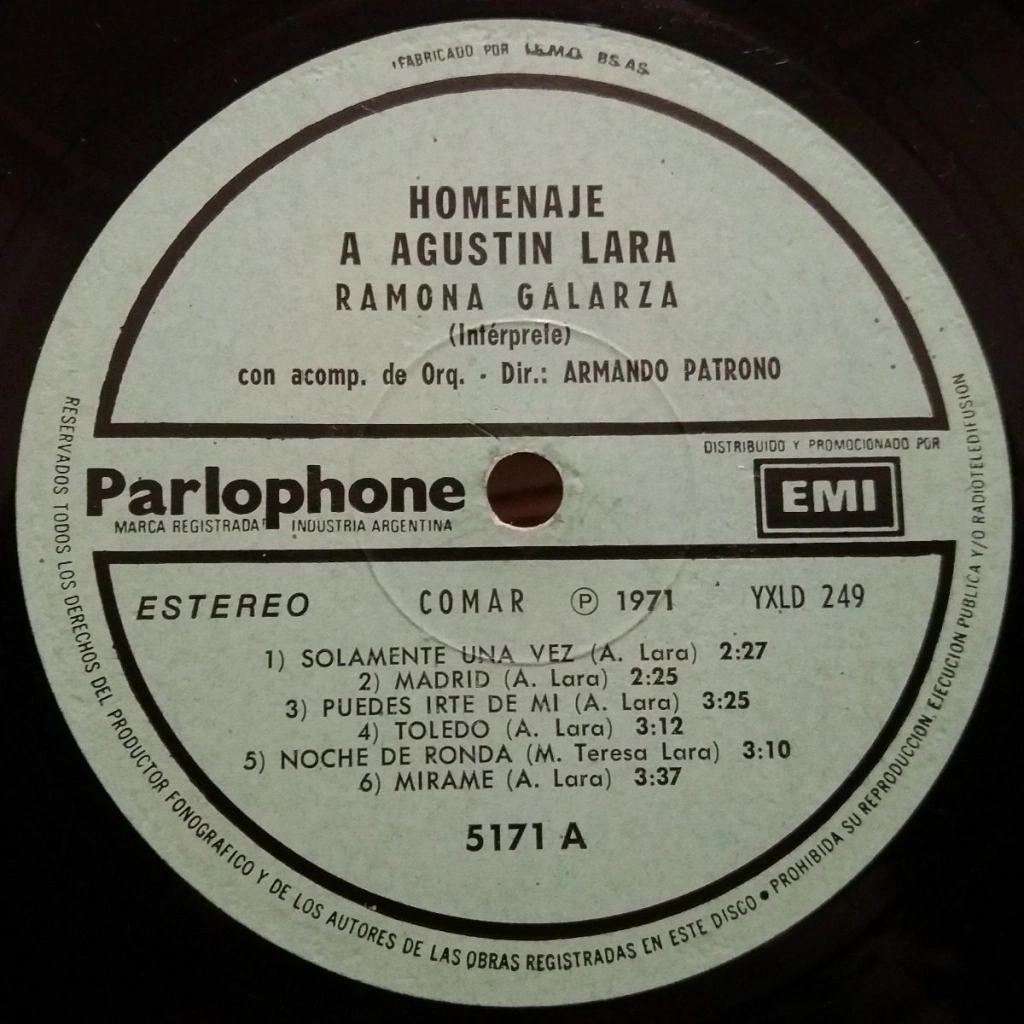 FABRICADO POR I.E.M.O. BS AS
HOMENAJE
A AGUSTIN LARA
RAMONA GALARZA
(Intérprete)
con acomp. de Orq. - Dir.: ARMANDO PATRONO
DISTRIBUIDO Y PROMOCIONADO POR
Parlophone
EMI
MARCA REGISTRADA INDUSTRIA ARGENTINA
ESTEREO COMAR Ⓟ 1971 YXLD 249
1) SOLAMENTE UNA VEZ (A. Lara) 2:27
2) MADRID (A. Lara) 2:25
3) PUEDES IRTE DE MI (A. Lara) 3:25
4) TOLEDO (A. Lara) 3:12
5) NOCHE DE RONDA (M. Teresa Lara) 3:10
6) MIRAME (A. Lara) 3:37
5171 A
RESERVADOS TODOS LOS DERECHOS DEL PRODUCTOR FONOGRAFICO Y DE LOS AUTORES DE LAS OBRAS REGISTRADAS EN ESTE DISCO • PROHIBIDA SU REPRODUCCION, EJECUCION PUBLICA Y/O RADIOTELEDIFUSION